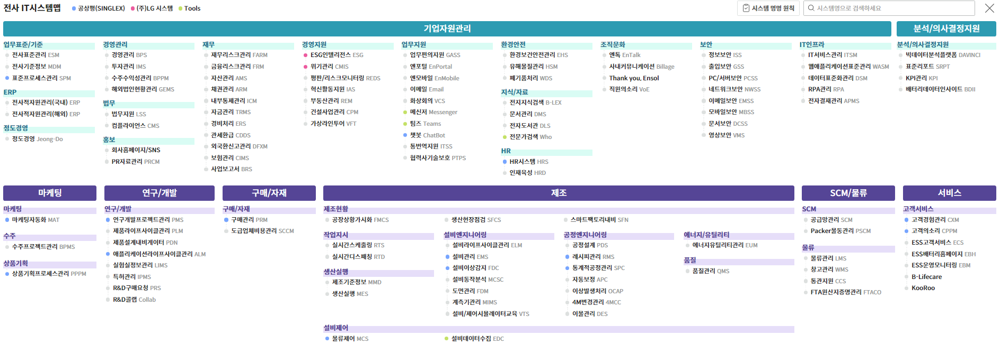 전사 IT시스템맵
공상평(SINGLEX)
(주)LG 시스템
Tools
시스템 명명 원칙
시스템명으로 검색하세요
기업자원관리
업무표준/기준
전사표준관리 ESM
전사기준정보 MDM
표준프로세스관리 SPM
ERP
전사적자원관리(국내) ERP
전사적자원관리(해외) ERP
정도경영
정도경영 Jeong-Do
경영관리
경영관리 BPS
투자관리 IMS
수주수익성관리 BPPM
해외법인현황관리 GEMS
법무
법무지원 LSS
컴플라이언스 CMS
홍보
회사홈페이지/SNS
PR자료관리 PRCM
재무
재무리스크관리 FARM
금융리스크관리 FRM
자산관리 AMS
채권관리 ARM
내부통제관리 ICM
자금관리 TRMS
경비처리 ERS
관세환급 CDDS
외국환신고관리 DFXM
보험관리 CIMS
사업보고서 BRS
경영지원
ESG인텔리전스 ESG
위기관리 CMIS
평판/리스크모니터링 REDS
혁신활동지원 IAS
부동산관리 REM
건설사업관리 CPM
가상라인투어 VFT
업무지원
업무편의지원 GASS
엔포털 EnPortal
엔모바일 EnMobile
이메일 Email
화상회의 VCS
메신저 Messenger
팀즈 Teams
챗봇 ChatBot
통번역지원 ITSS
협력사기술보호 PTPS
환경안전
환경보건안전관리 EHS
유해물질관리 HSM
폐기품처리 WDS
지식/자료
전지지식검색 B-LEX
문서관리 DMS
전자도서관 DLS
전문가검색 Who
HR
HR시스템 HRS
인재육성 HRD
조직문화
엔톡 EnTalk
사내커뮤니케이션 Billage
Thank you, Ensol
직원의소리 VoE
보안
정보보안 ISS
출입보안 GSS
PC/서버보안 PCSS
네트워크보안 NWSS
이메일보안 EMSS
모바일보안 MBSS
문서보안 DCSS
영상보안 VMS
IT인프라
IT서비스관리 ITSM
웹애플리케이션표준관리 WASM
데이터표준화관리 DSM
RPA관리 RPA
전자결재관리 APMS
분석/의사결정지원
분석/의사결정지원
빅데이터분석플랫폼 DAVINCI
표준리포트 SRPT
KPI관리 KPI
배터리데이터인사이트 BDII
마케팅
마케팅
마케팅자동화 MAT
수주
수주프로젝트관리 BPMS
상품기획
상품기획프로세스관리 PPPM
연구/개발
연구/개발
연구개발프로젝트관리 PMS
제품라이프사이클관리 PLM
제품설계내비게이터 PDN
애플리케이션라이프사이클관리 ALM
실험실정보관리 LIMS
특허관리 IPMS
R&D구매요청 PRS
R&D콜랩 Collab
구매/자재
구매/자재
구매관리 PRM
도급업체비용관리 SCCM
제조
제조현황
공장상황가시화 FMCS
생산현장점검 SFCS
스마트팩토리내비 SFN
작업지시
실시간스케줄링 RTS
실시간디스패칭 RTD
생산실행
제조기준정보 MMD
생산실행 MES
설비엔지니어링
설비라이프사이클관리 ELM
설비관리 EMS
설비이상감지 FDC
설비동작분석 MCSC
도면관리 FDM
계측기관리 MIMS
설비/제어시뮬레이터교육 VTS
공정엔지니어링
공정설계 PDS
레시피관리 RMS
통계적공정관리 SPC
자동보정 APC
이상발생처리 OCAP
4M변경관리 4MCC
이물관리 DES
에너지/유틸리티
에너지유틸리티관리 EUM
품질
품질관리 QMS
설비제어
물류제어 MCS
설비데이터수집 EDC
SCM/물류
SCM
공급망관리 SCM
Packer물동관리 PSCM
물류
물류관리 LMS
창고관리 WMS
통관지원 CCS
FTA원산지증명관리 FTACO
서비스
고객서비스
고객경험관리 CXM
고객의소리 CPPM
ESS고객서비스 ECS
ESS배터리홈페이지 EBH
ESS운영모니터링 EBM
B-Lifecare
KooRoo